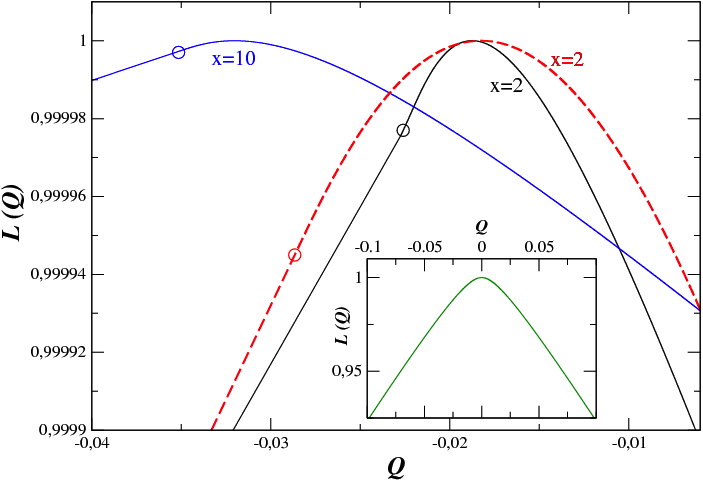 1
0,99998
0,99996
0,99994
0,99992
0,9999
L (Q)
x=10
x=2
x=2
Q
-0.1
-0.05
0
0.05
1
0,95
L (Q)
-0,04
-0,03
-0,02
-0,01
Q